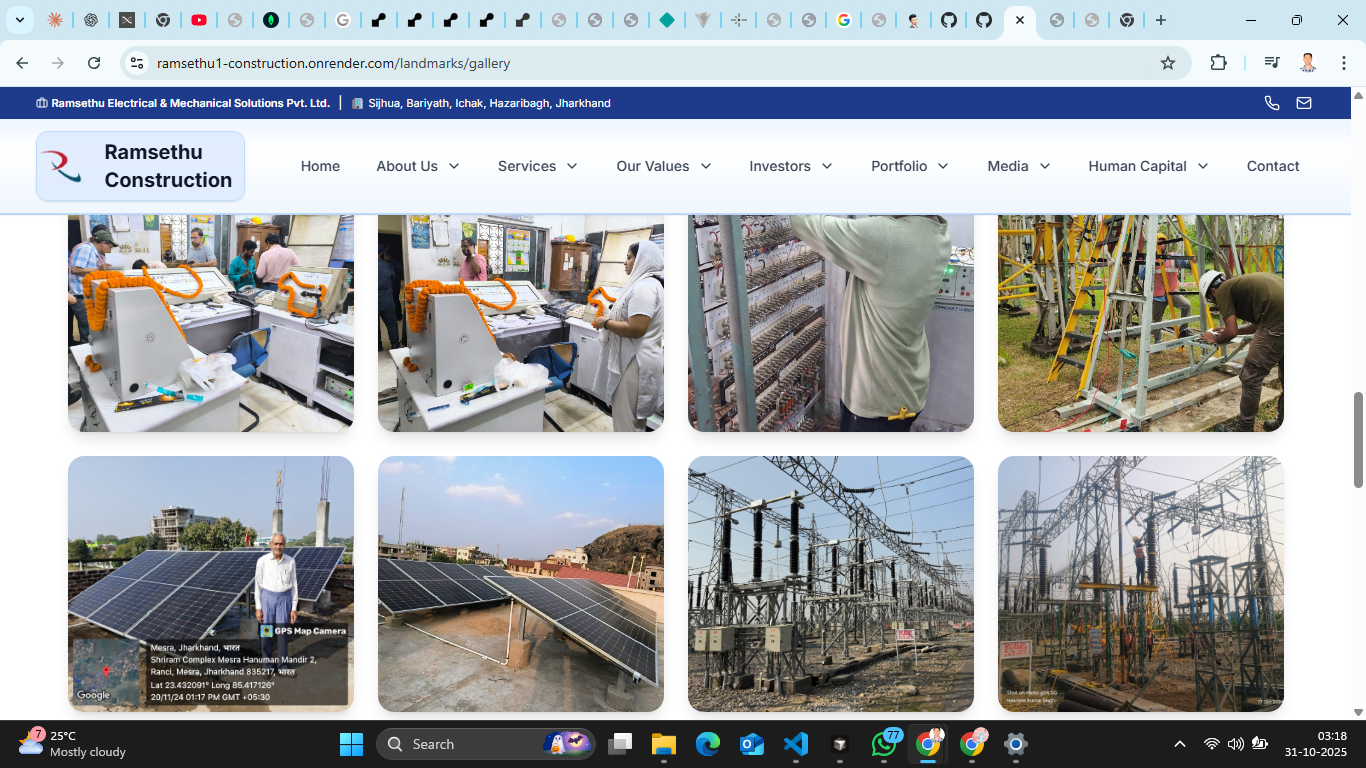 ramsethu1-construction.onrender.com/landmarks/gallery
Ramsethu Electrical & Mechanical Solutions Pvt. Ltd.
Sijhua, Bariyath, Ichak, Hazaribagh, Jharkhand
Ramsethu
Construction
Home
About Us
Services
Our Values
Investors
Portfolio
Media
Human Capital
Contact
GPS Map Camera
Mesra, Jharkhand, भारत
Shriram Complex Mesra Hanuman Mandir 2,
Ranci, Mesra, Jharkhand 835217, भारत
Lat 23.432091° Long 85.417126°
20/11/24 01:17 PM GMT +05:30
Google
7
25°C
Mostly cloudy
Search
77
03:18
31-10-2025